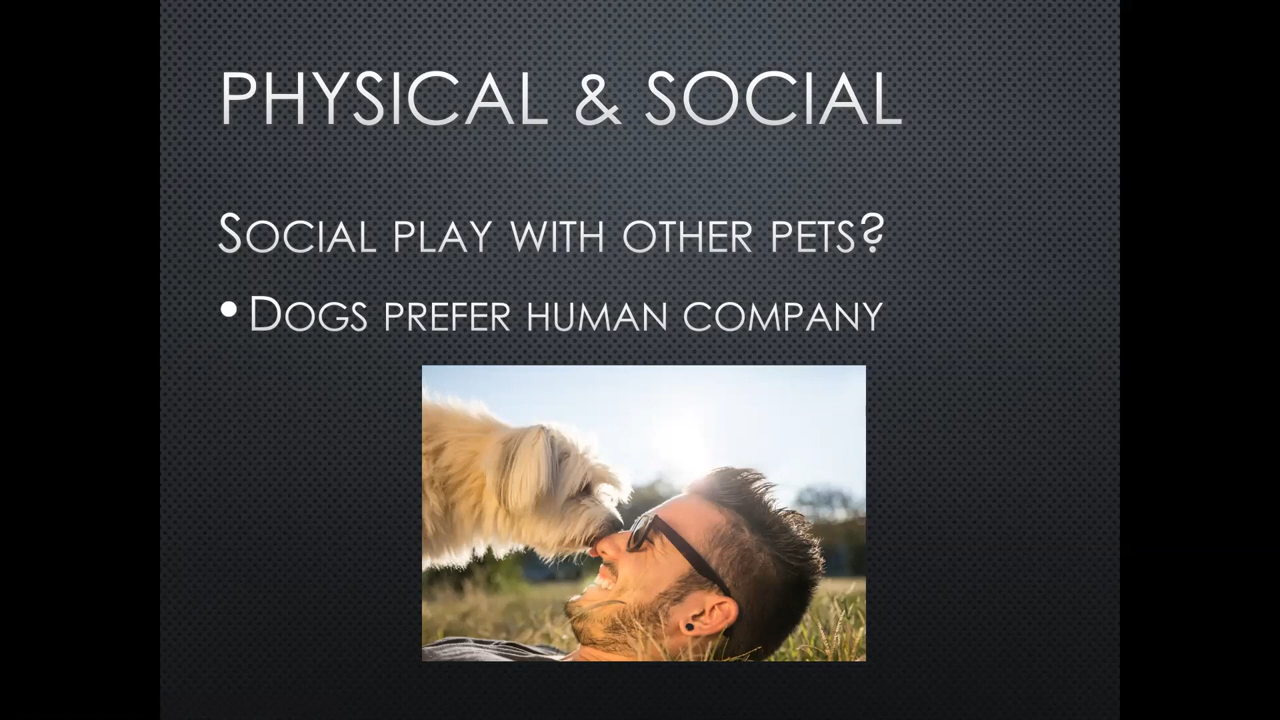 PHYSICAL & SOCIAL
SOCIAL PLAY WITH OTHER PETS?
• DOGS PREFER HUMAN COMPANY